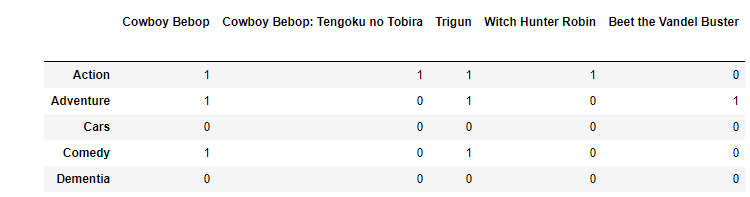 Cowboy Bebop Cowboy Bebop: Tengoku no Tobira Trigun Witch Hunter Robin Beet the Vandel Buster
Action 1 1 1 1 0
Adventure 1 0 1 0 1
Cars 0 0 0 0 0
Comedy 1 0 1 0 0
Dementia 0 0 0 0 0